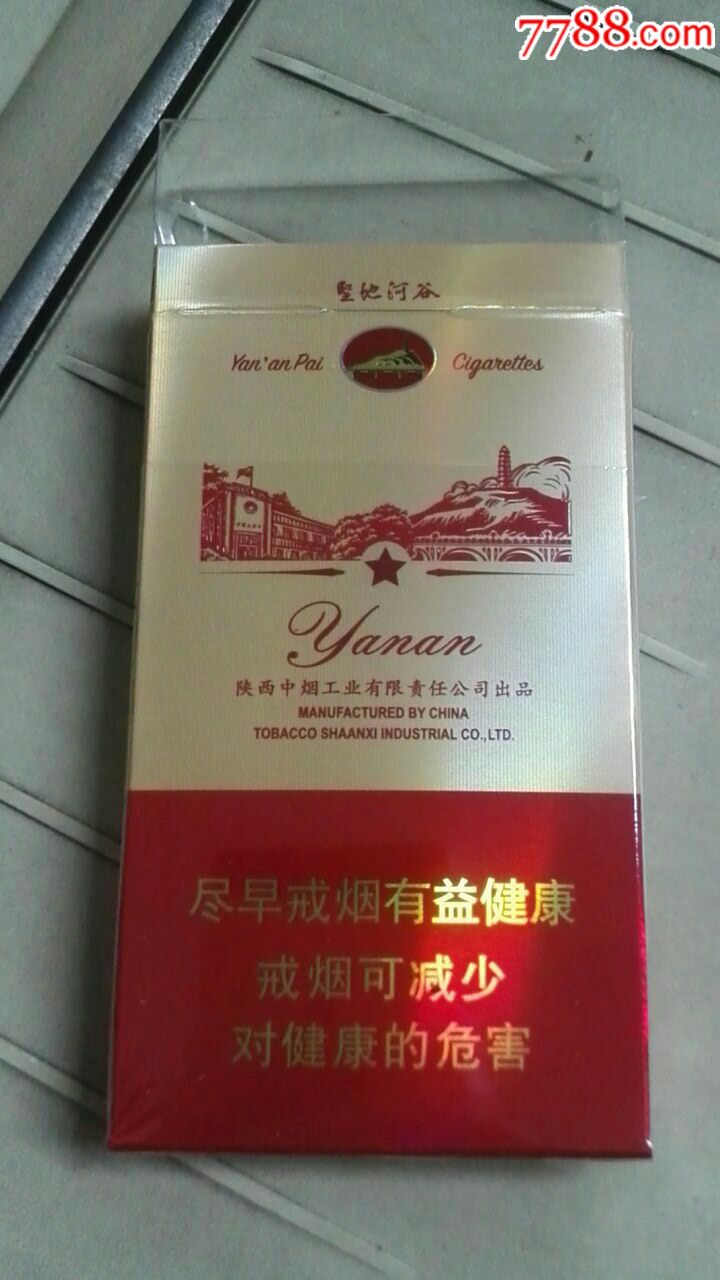 7788.com
圣地河谷
Yan'an Pai Cigarettes
Yanan
陕西中烟工业有限责任公司出品
MANUFACTURED BY CHINA
TOBACCO SHAANXI INDUSTRIAL CO.,LTD.
尽早戒烟有益健康
戒烟可减少
对健康的危害